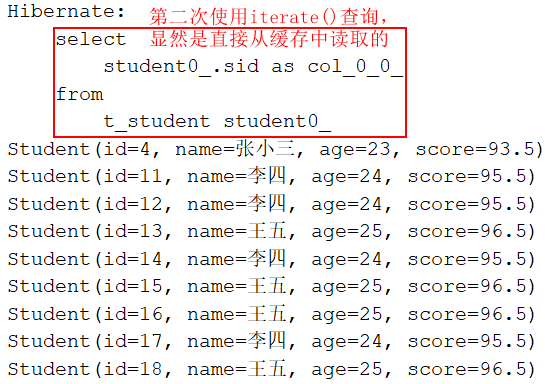 Hibernate:
第二次使用iterate()查询，
显然是直接从缓存中读取的
select
student0_.sid as col_0_0_
from
t_student student0_
Student(id=4, name=张小三, age=23, score=93.5)
Student(id=11, name=李四, age=24, score=95.5)
Student(id=12, name=李四, age=24, score=95.5)
Student(id=13, name=王五, age=25, score=96.5)
Student(id=14, name=李四, age=24, score=95.5)
Student(id=15, name=王五, age=25, score=96.5)
Student(id=16, name=王五, age=25, score=96.5)
Student(id=17, name=李四, age=24, score=95.5)
Student(id=18, name=王五, age=25, score=96.5)